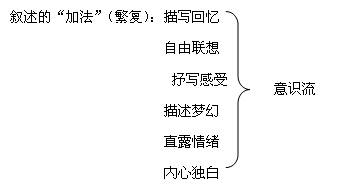 叙述的“加法”(繁复)：描写回忆
自由联想
抒写感受
意识流
描述梦幻
直露情绪
内心独白